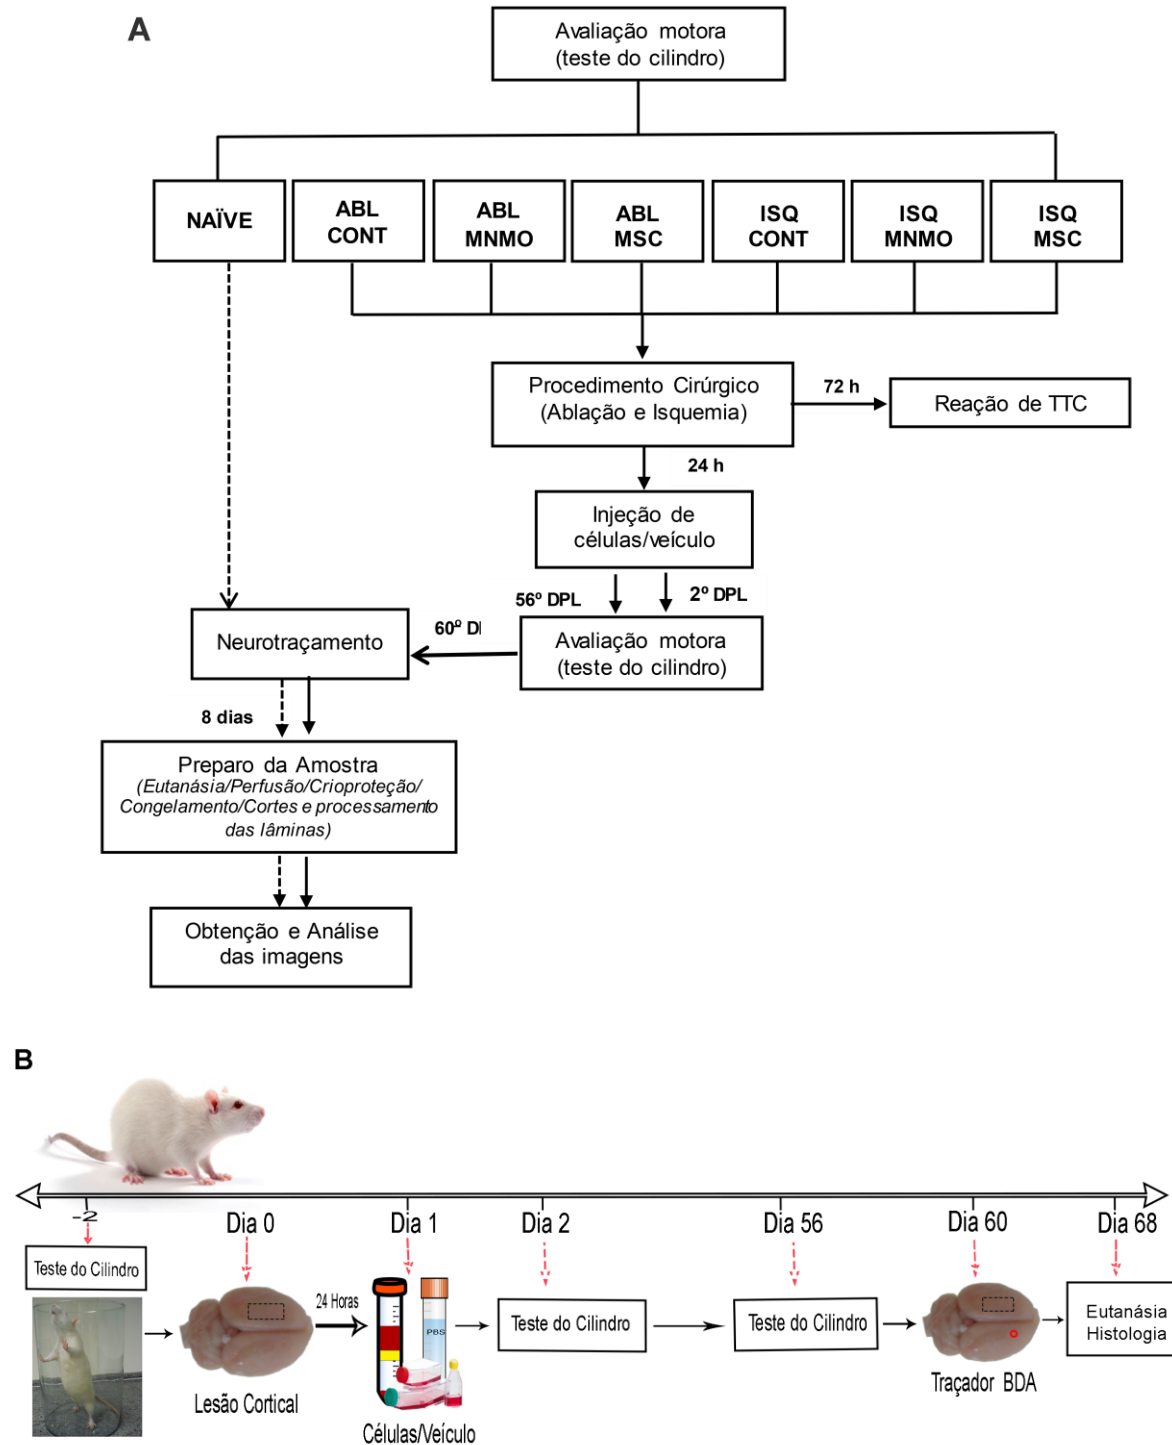 A
Avaliação motora
(teste do cilindro)
NAÏVE
ABL
CONT
ABL
MNMO
ABL
MSC
ISQ
CONT
ISQ
MNMO
ISQ
MSC
Procedimento Cirúrgico
(Ablação e Isquemia)
72 h
Reação de TTC
24 h
Injeção de
células/veículo
56º DPL
2º DPL
Avaliação motora
(teste do cilindro)
60º D
Neurotraçamento
8 dias
Preparo da Amostra
(Eutanásia/Perfusão/Crioproteção/
Congelamento/Cortes e processamento
das lâminas)
Obtenção e Análise
das imagens
B
-2
Dia 0
Dia 1
Dia 2
Dia 56
Dia 60
Dia 68
Teste do Cilindro
24 Horas
PBS
Teste do Cilindro
Teste do Cilindro
Eutanásia
Histologia
Lesão Cortical
Células/Veículo
Traçador BDA